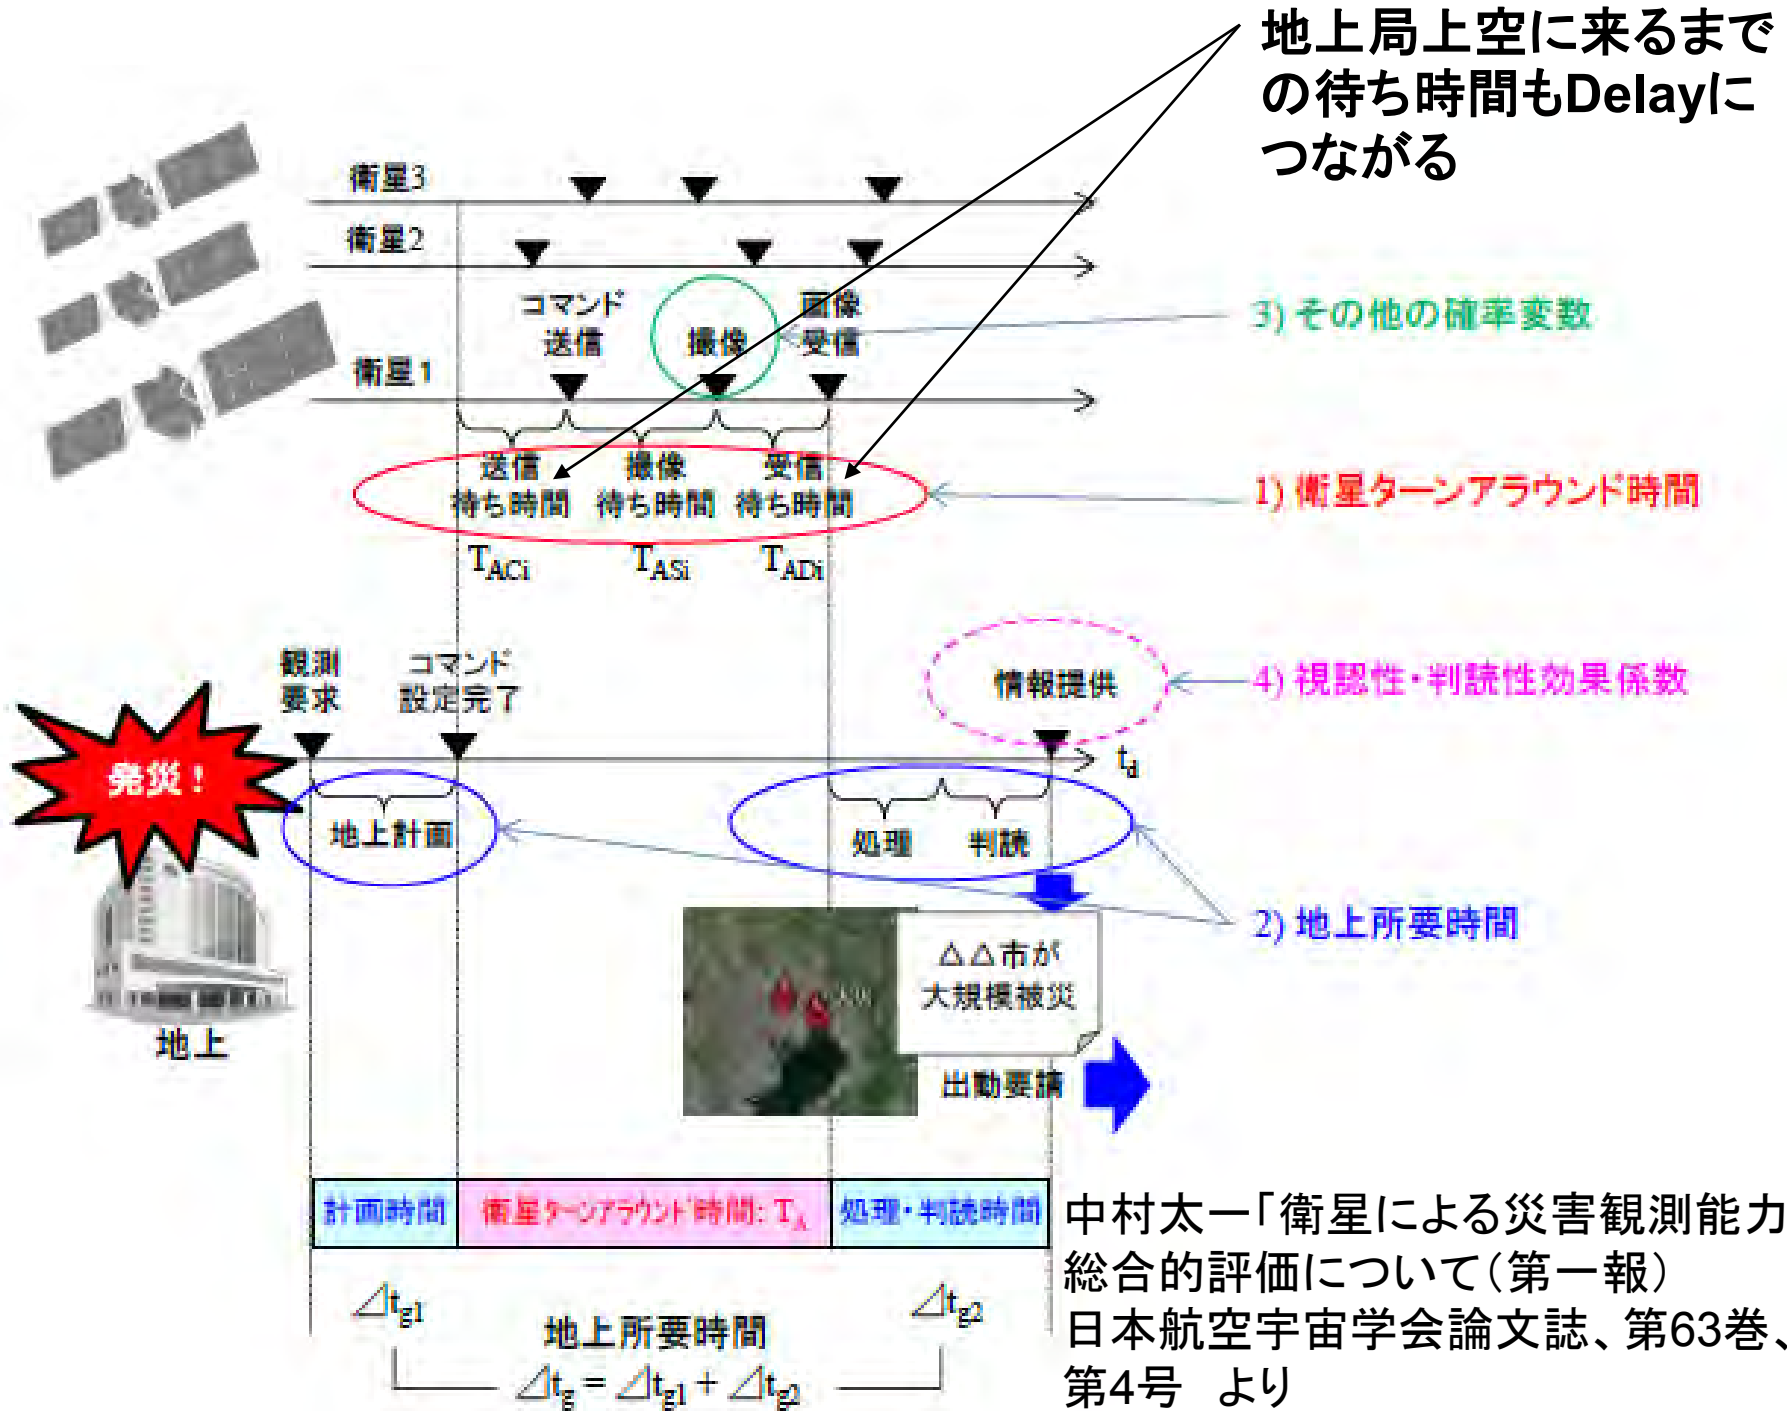 地上局上空に来るまで
の待ち時間もDelayに
つながる
衛星3
衛星2
コマンド
送信
撮像
画像
受信
衛星1
3) その他の確率変数
送信
待ち時間
撮像
待ち時間
受信
待ち時間
1) 衛星ターンアラウンド時間
TACi
TASi
TADi
観測
要求
コマンド
設定完了
情報提供
4) 視認性・判読性効果係数
発災!
td
地上計画
処理
判読
2) 地上所要時間
△△市が
大規模被災
地上
出動要請
計画時間
衛星ターンアラウンド時間: TA
処理・判読時間
⊿tg1
⊿tg2
地上所要時間
⊿tg = ⊿tg1 + ⊿tg2
中村太一「衛星による災害観測能力
総合的評価について(第一報)
日本航空宇宙学会論文誌、第63巻、
第4号 より